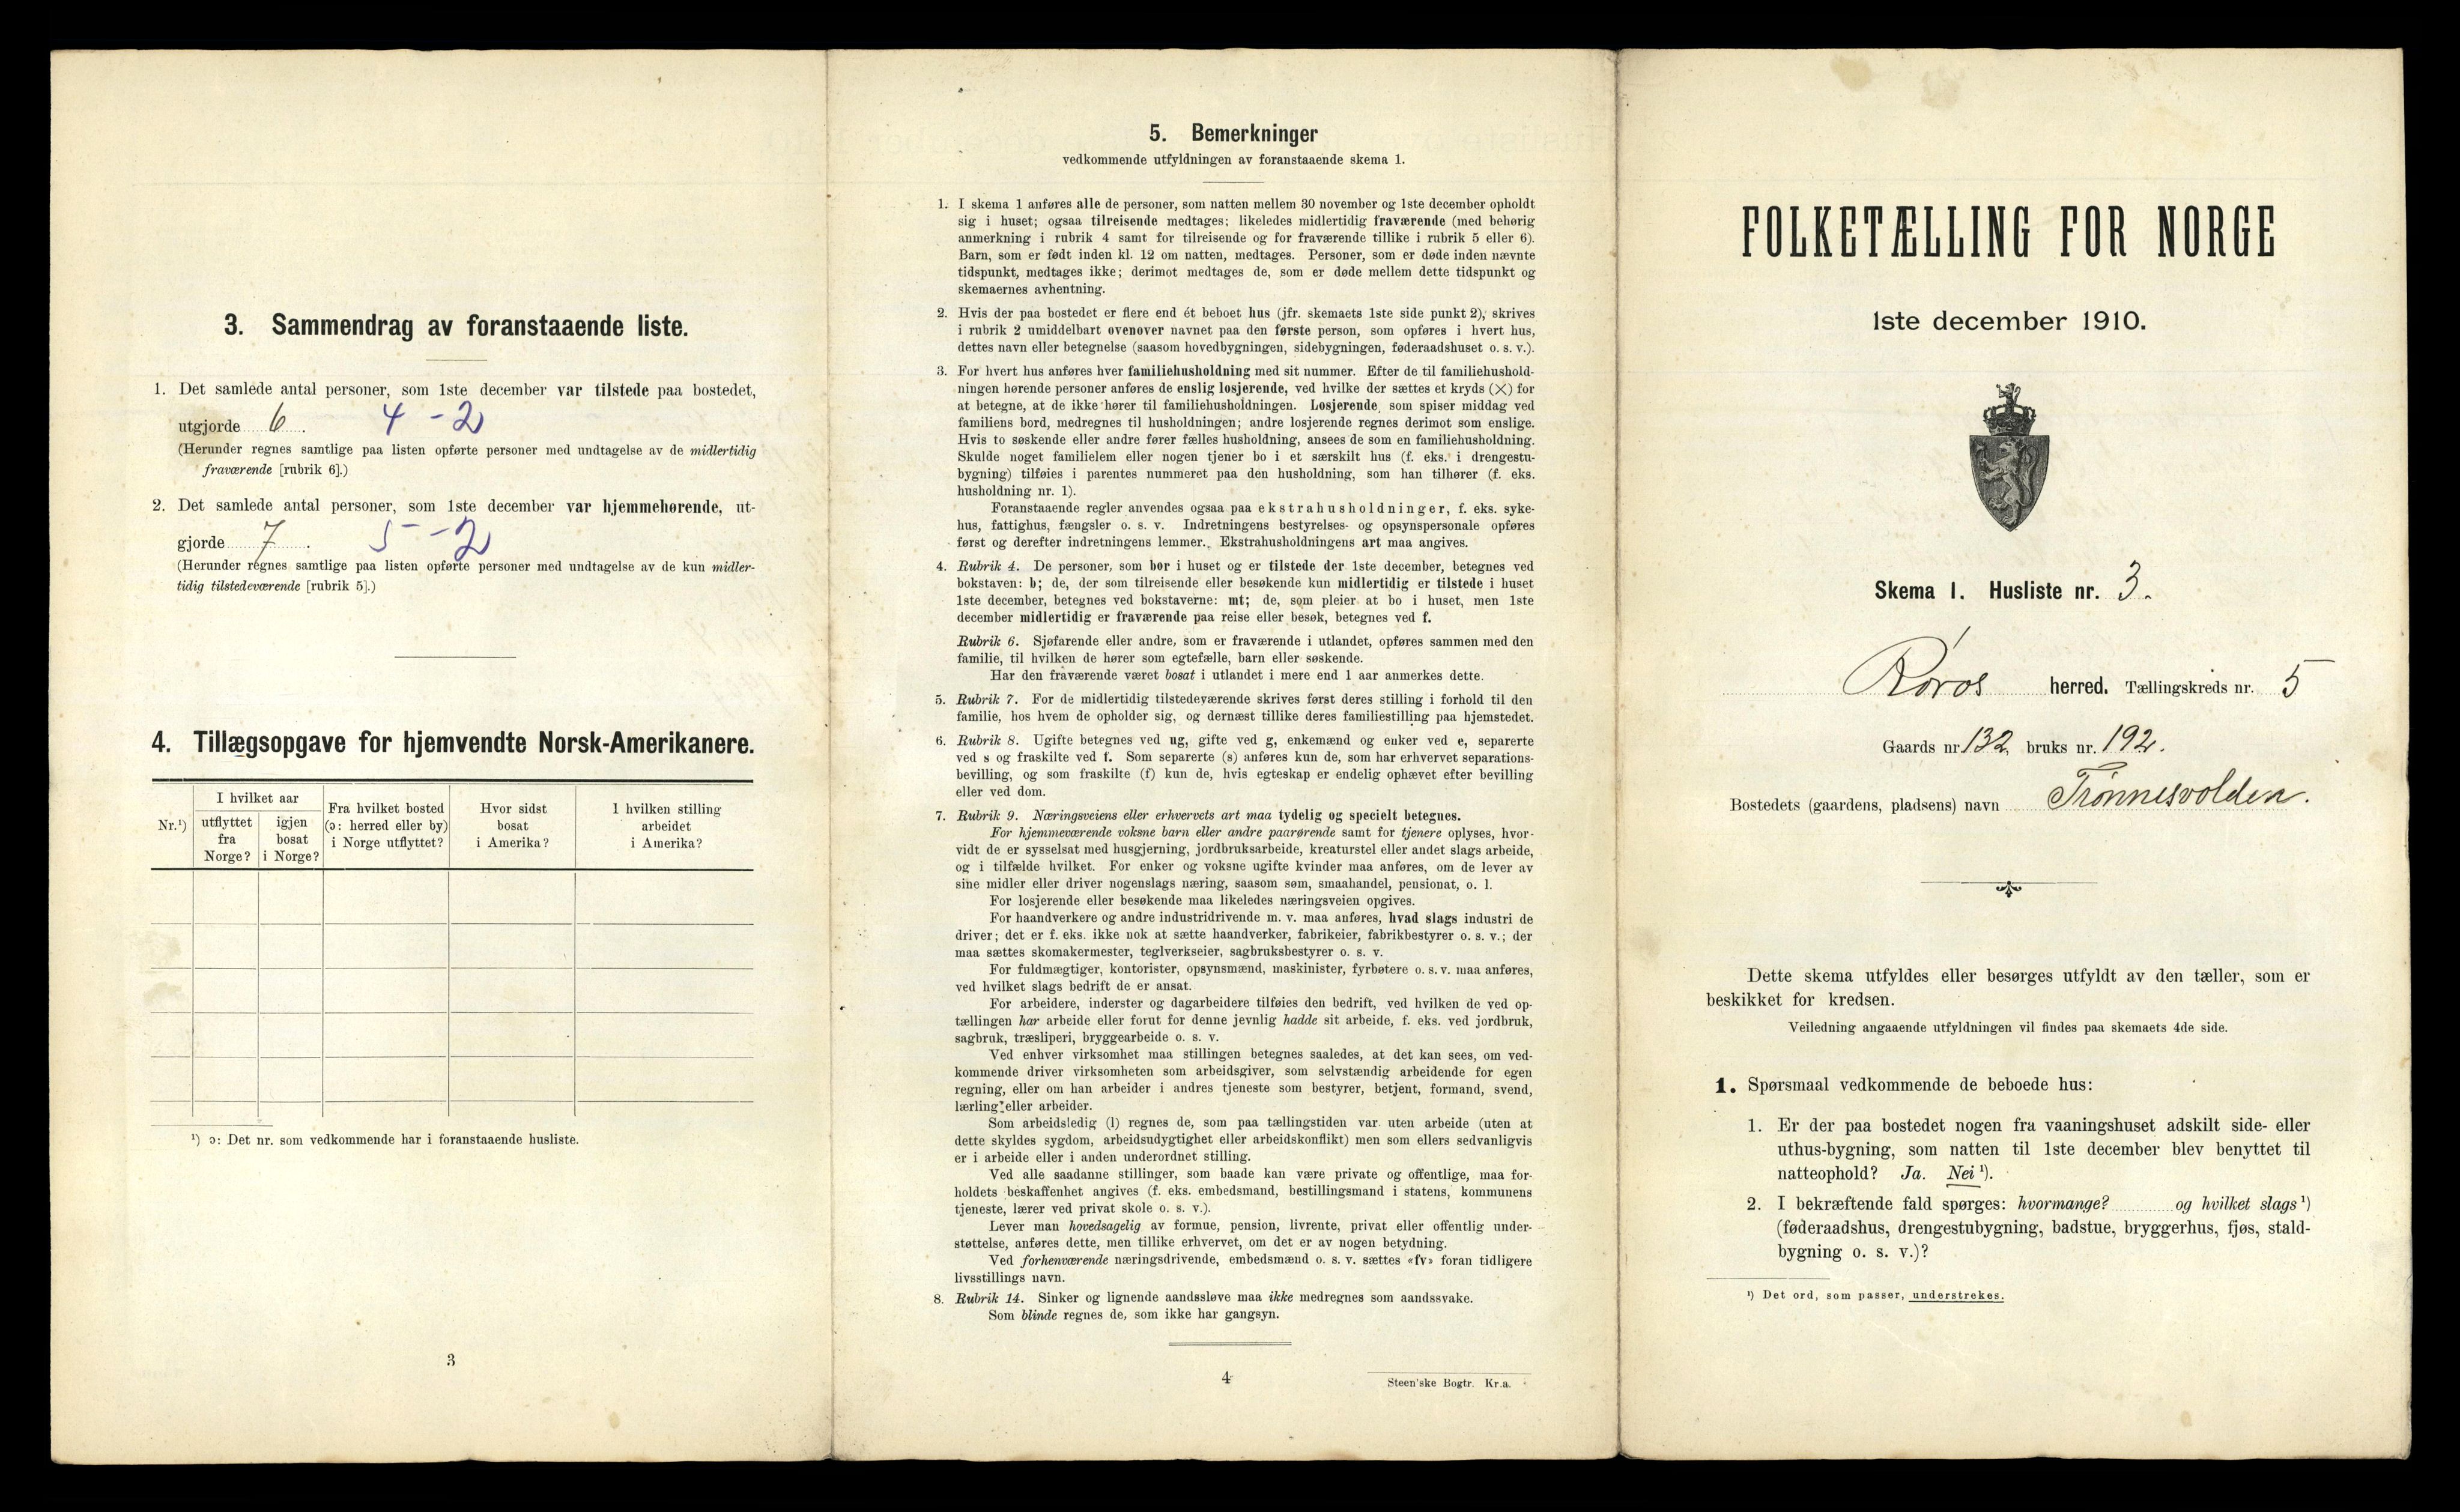 3. Sammendrag av foranstaaende liste.
1. Det samlede antal personer, som 1ste december var tilstede paa bostedet,
utgjorde 6. 4 - 2
(Herunder regnes samtlige paa listen opførte personer med undtagelse av de midlertidig
fraværende [rubrik 6].)
2. Det samlede antal personer, som 1ste december var hjemmehørende, ut-
gjorde 7. 5 - 2
(Herunder regnes samtlige paa listen opførte personer med undtagelse av de kun midler-
tidig tilstedeværende [rubrik 5].)
4. Tillægsopgave for hjemvendte Norsk-Amerikanere.
Nr.¹)
I hvilket aar
utflyttet
fra
Norge?
igjen
bosat
i Norge?
Fra hvilket bosted
(ɔ: herred eller by)
i Norge utflyttet?
Hvor sidst
bosat
i Amerika?
I hvilken stilling
arbeidet
i Amerika?
¹) ɔ: Det nr. som vedkommende har i foranstaaende husliste.
3
5. Bemerkninger
vedkommende utfyldningen av foranstaaende skema 1.
1. I skema 1 anføres alle de personer, som natten mellem 30 november og 1ste december opholdt
sig i huset; ogsaa tilreisende medtages; likeledes midlertidig fraværende (med behørig
anmerkning i rubrik 4 samt for tilreisende og for fraværende tillike i rubrik 5 eller 6).
Barn, som er født inden kl. 12 om natten, medtages. Personer, som er døde inden nævnte
tidspunkt, medtages ikke; derimot medtages de, som er døde mellem dette tidspunkt og
skemaernes avhentning.
2. Hvis der paa bostedet er flere end ét beboet hus (jfr. skemaets 1ste side punkt 2), skrives
i rubrik 2 umiddelbart ovenover navnet paa den første person, som opføres i hvert hus,
dettes navn eller betegnelse (saasom hovedbygningen, sidebygningen, føderaadshuset o. s. v.).
3. For hvert hus anføres hver familiehusholdning med sit nummer. Efter de til familiehushold-
ningen hørende personer anføres de enslig losjerende, ved hvilke der sættes et kryds (×) for
at betegne, at de ikke hører til familiehusholdningen. Losjerende, som spiser middag ved
familiens bord, medregnes til husholdningen; andre losjerende regnes derimot som enslige.
Hvis to søskende eller andre fører fælles husholdning, ansees de som en familiehusholdning.
Skulde noget familielem eller nogen tjener bo i et særskilt hus (f. eks. i drengestu-
bygning) tilføies i parentes nummeret paa den husholdning, som han tilhører (f. eks.
husholdning nr. 1).
Foranstaaende regler anvendes ogsaa paa ekstrahusholdninger, f. eks. syke-
hus, fattighus, fængsler o. s. v. Indretningens bestyrelses- og opsynspersonale opføres
først og derefter indretningens lemmer. Ekstrahusholdningens art maa angives.
4. Rubrik 4. De personer, som bor i huset og er tilstede der 1ste december, betegnes ved
bokstaven: b; de, der som tilreisende eller besøkende kun midlertidig er tilstede i huset
1ste december, betegnes ved bokstaverne: mt; de, som pleier at bo i huset, men 1ste
december midlertidig er fraværende paa reise eller besøk, betegnes ved f.
Rubrik 6. Sjøfarende eller andre, som er fraværende i utlandet, opføres sammen med den
familie, til hvilken de hører som egtefælle, barn eller søskende.
Har den fraværende været bosat i utlandet i mere end 1 aar anmerkes dette.
5. Rubrik 7. For de midlertidig tilstedeværende skrives først deres stilling i forhold til den
familie, hos hvem de opholder sig, og dernæst tillike deres familiestilling paa hjemstedet.
6. Rubrik 8. Ugifte betegnes ved ug, gifte ved g, enkemænd og enker ved e, separerte
ved s og fraskilte ved f. Som separerte (s) anføres kun de, som har erhvervet separations-
bevilling, og som fraskilte (f) kun de, hvis egteskap er endelig ophævet efter bevilling
eller ved dom.
7. Rubrik 9. Næringsveiens eller erhvervets art maa tydelig og specielt betegnes.
For hjemmeværende voksne barn eller andre paarørende samt for tjenere oplyses, hvor-
vidt de er sysselsat med husgjerning, jordbruksarbeide, kreaturstel eller andet slags arbeide,
og i tilfælde hvilket. For enker og voksne ugifte kvinder maa anføres, om de lever av
sine midler eller driver nogenslags næring, saasom søm, smaahandel, pensionat, o. l.
For losjerende eller besøkende maa likeledes næringsveien opgives.
For haandverkere og andre industridrivende m. v. maa anføres, hvad slags industri de
driver; det er f. eks. ikke nok at sætte haandverker, fabrikeier, fabrikbestyrer o. s. v.; der
maa sættes skomakermester, teglverkseier, sagbruksbestyrer o. s. v.
For fuldmægtiger, kontorister, opsynsmænd, maskinister, fyrbøtere o. s. v. maa anføres,
ved hvilket slags bedrift de er ansat.
For arbeidere, inderster og dagarbeidere tilføies den bedrift, ved hvilken de ved op-
tællingen har arbeide eller forut for denne jevnlig hadde sit arbeide, f. eks. ved jordbruk,
sagbruk, træsliperi, bryggearbeide o. s. v.
Ved enhver virksomhet maa stillingen betegnes saaledes, at det kan sees, om ved-
kommende driver virksomheten som arbeidsgiver, som selvstændig arbeidende for egen
regning, eller om han arbeider i andres tjeneste som bestyrer, betjent, formand, svend,
lærling eller arbeider.
Som arbeidsledig (l) regnes de, som paa tællingstiden var uten arbeide (uten at
dette skyldes sygdom, arbeidsudygtighet eller arbeidskonflikt) men som ellers sedvanligvis
er i arbeide eller i anden underordnet stilling.
Ved alle saadanne stillinger, som baade kan være private og offentlige, maa for-
holdets beskaffenhet angives (f. eks. embedsmand, bestillingsmand i statens, kommunens
tjeneste, lærer ved privat skole o. s. v.).
Lever man hovedsagelig av formue, pension, livrente, privat eller offentlig under-
støttelse, anføres dette, men tillike erhvervet, om det er av nogen betydning.
Ved forhenværende næringsdrivende, embedsmænd o. s. v. sættes «fv» foran tidligere
livsstillings navn.
8. Rubrik 14. Sinker og lignende aandssløve maa ikke medregnes som aandssvake.
Som blinde regnes de, som ikke har gangsyn.
4
Steen'ske Bogtr. Kr.a.
FOLKETÆLLING FOR NORGE
1ste december 1910.
Skema 1. Husliste nr. 3.
Røros herred. Tællingskreds nr. 5
Gaards nr 132, bruks nr. 192.
Bostedets (gaardens, pladsens) navn Trønnesvolden.
Dette skema utfyldes eller besørges utfyldt av den tæller, som er
beskikket for kredsen.
Veiledning angaaende utfyldningen vil findes paa skemaets 4de side.
1. Spørsmaal vedkommende de beboede hus:
1. Er der paa bostedet nogen fra vaaningshuset adskilt side- eller
uthus-bygning, som natten til 1ste december blev benyttet til
natteophold? Ja. Nei ¹).
2. I bekræftende fald spørges: hvormange? og hvilket slags ¹)
(føderaadshus, drengestubygning, badstue, bryggerhus, fjøs, stald-
bygning o. s. v.)?
¹) Det ord, som passer, understrekes.